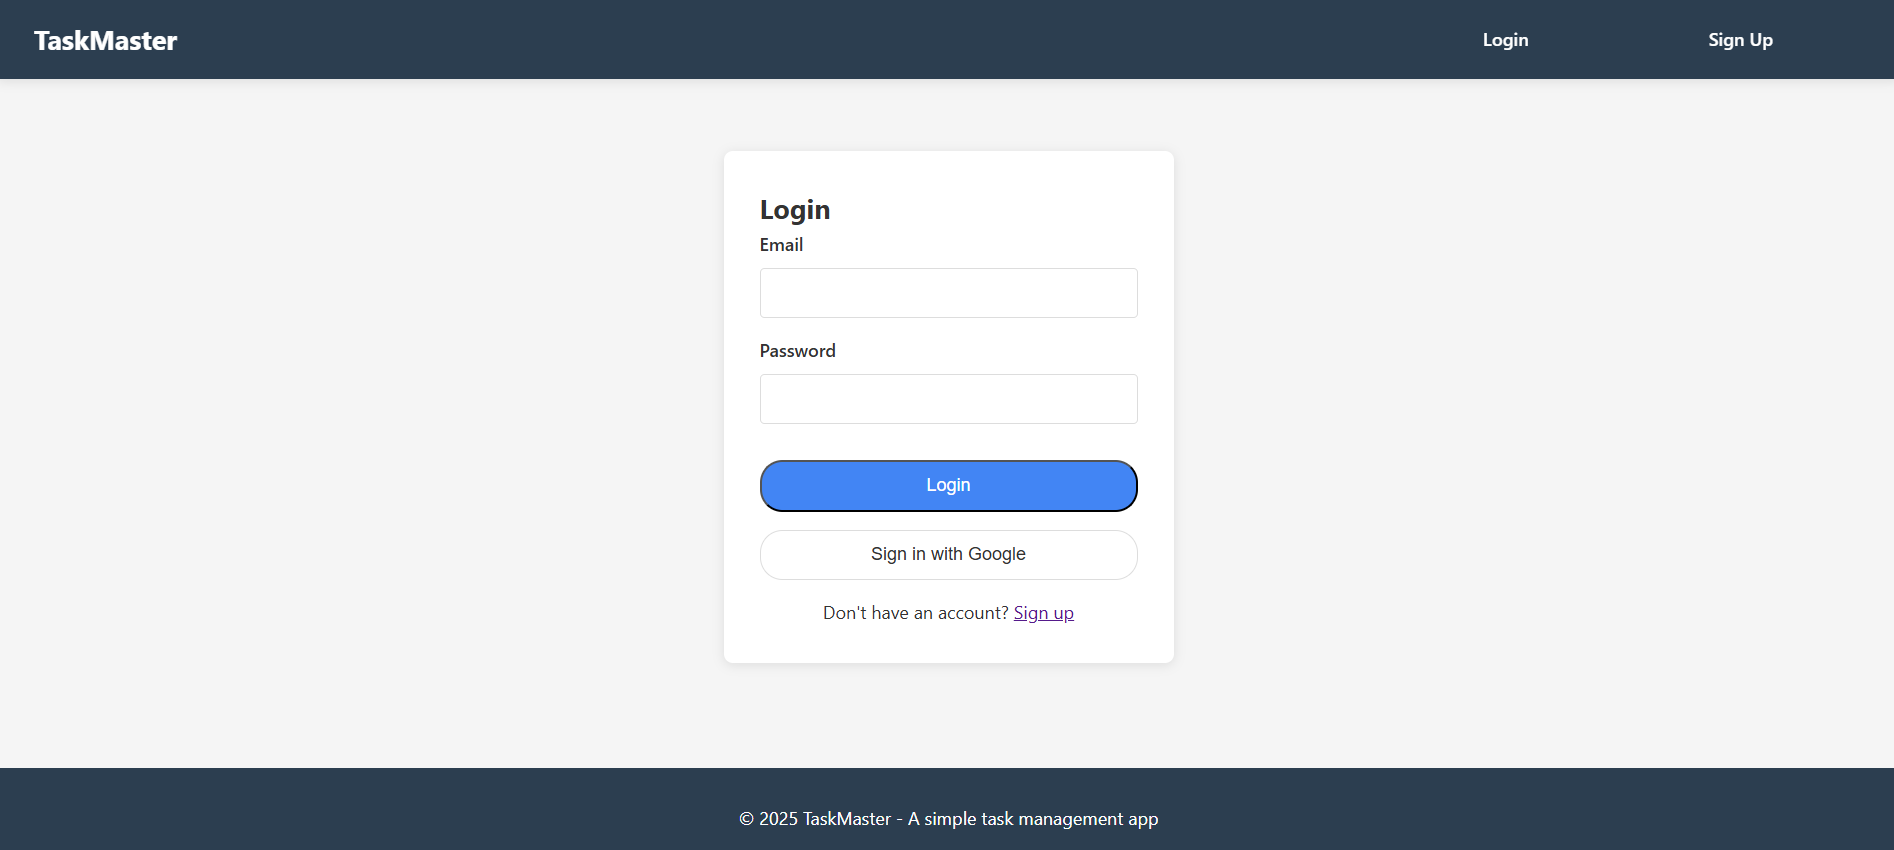 TaskMaster
Login
Sign Up
Login
Email
Password
Login
Sign in with Google
Don't have an account? Sign up
© 2025 TaskMaster - A simple task management app